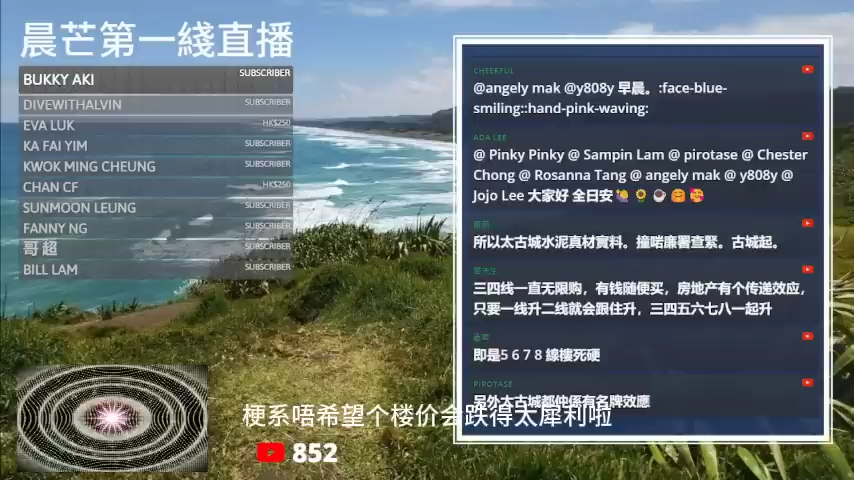 晨芒第一綫直播
BUKKY AKI SUBSCRIBER
DIVEWITHALVIN SUBSCRIBER
EVA LUK HK$250
KA FAI YIM SUBSCRIBER
KWOK MING CHEUNG SUBSCRIBER
CHAN CF HK$250
SUNMOON LEUNG SUBSCRIBER
FANNY NG SUBSCRIBER
哥 超 SUBSCRIBER
BILL LAM SUBSCRIBER
CHEERFUL
@angely mak @y808y 早晨。:face-blue-
smiling::hand-pink-waving:
ADA LEE
@ Pinky Pinky @ Sampin Lam @ pirotase @ Chester
Chong @ Rosanna Tang @ angely mak @ y808y @
Jojo Lee 大家好 全日安🙋🌻☕🤗🥰
所以太古城水泥真材實料。撞啱廉署查緊。古城起。
三四线一直无限购，有钱随便买，房地产有个传递效应，
只要一线升二线就会跟住升，三四五六七八一起升
即是5 6 7 8 線樓死硬
PIROTASE
另外太古城都仲係有名牌效應
梗系唔希望个楼价会跌得太犀利啦
852